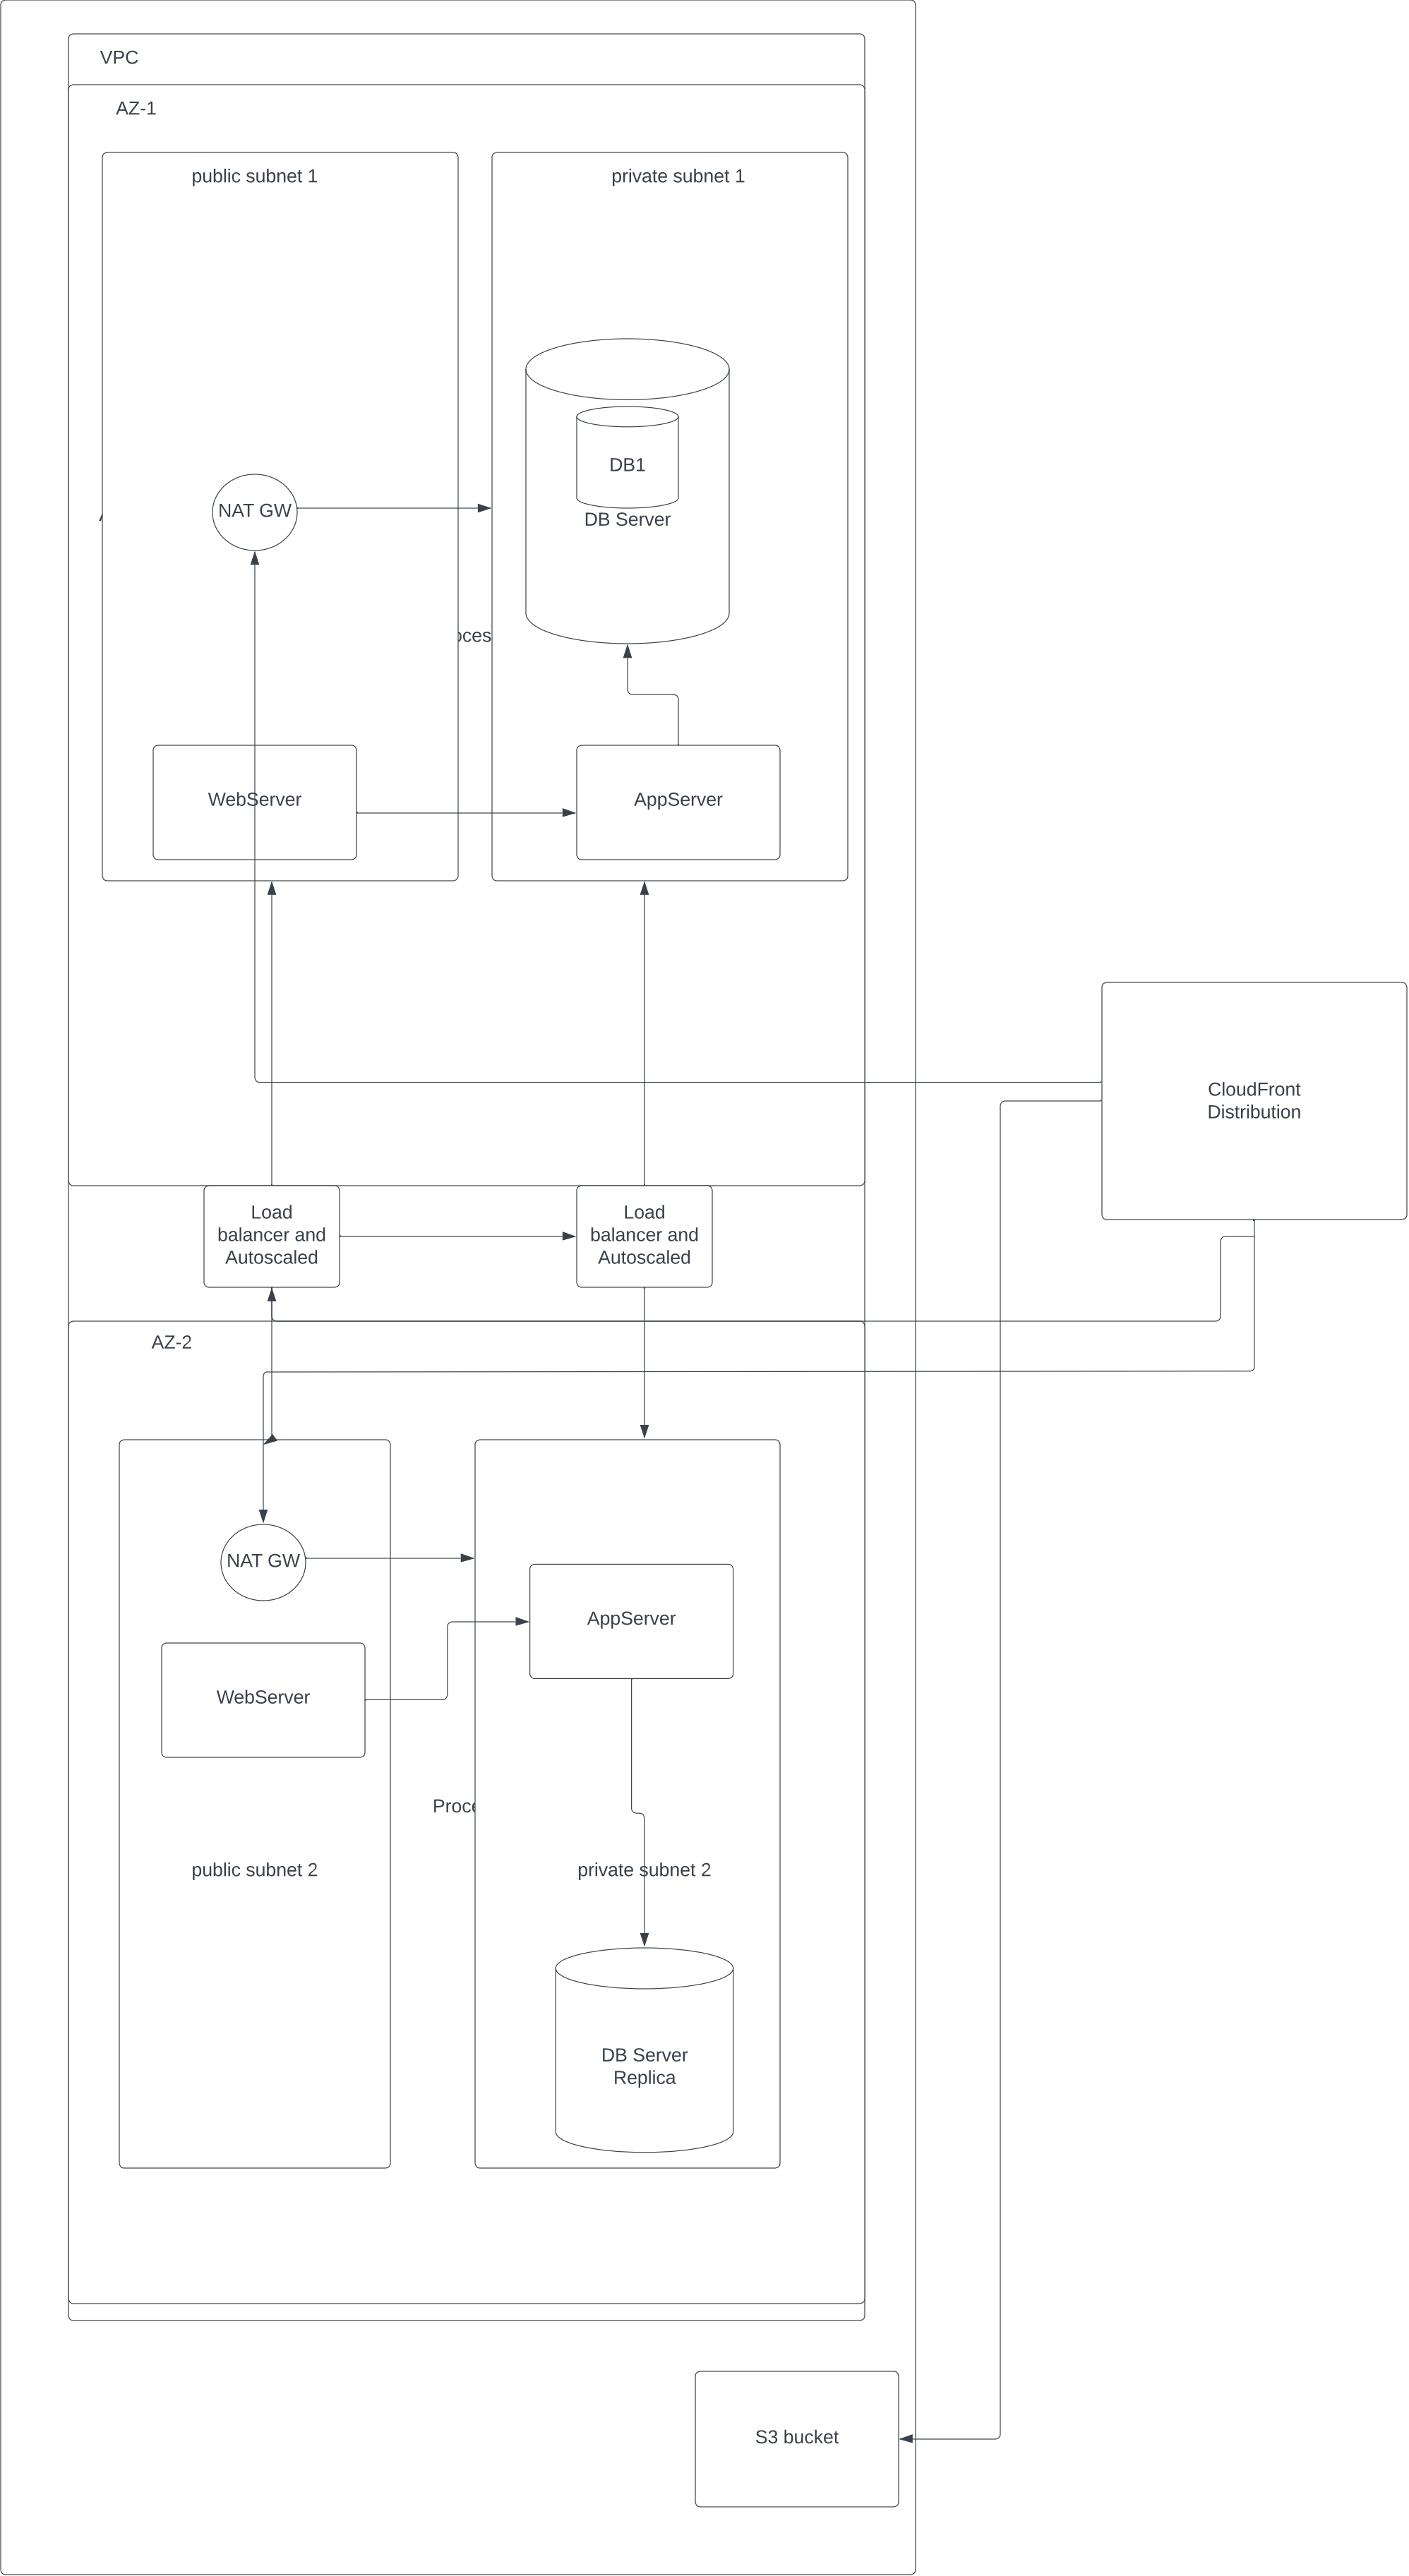 VPC
AZ-1
public subnet 1
private subnet 1
DB1
NAT GW
DB Server
WebServer
AppServer
CloudFront
Distribution
Load
balancer and
Autoscaled
Load
balancer and
Autoscaled
AZ-2
NAT GW
AppServer
WebServer
public subnet 2
private subnet 2
DB Server
Replica
S3 bucket